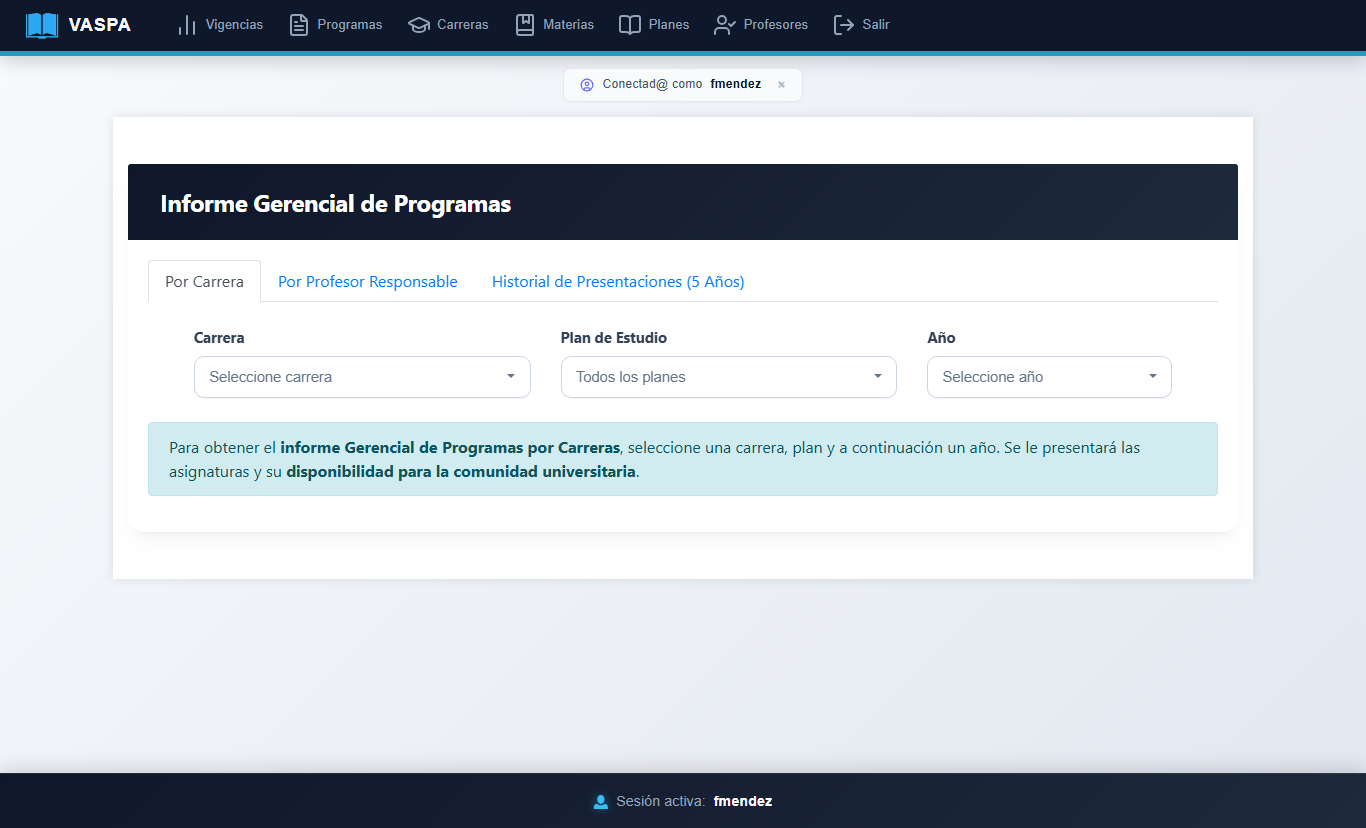 VASPA
Vigencias
Programas
Carreras
Materias
Planes
Profesores
Salir
Conectad@ como fmendez ×
Informe Gerencial de Programas
Por Carrera
Por Profesor Responsable
Historial de Presentaciones (5 Años)
Carrera
Plan de Estudio
Año
Seleccione carrera
Todos los planes
Seleccione año
Para obtener el informe Gerencial de Programas por Carreras, seleccione una carrera, plan y a continuación un año. Se le presentará las
asignaturas y su disponibilidad para la comunidad universitaria.
Sesión activa: fmendez